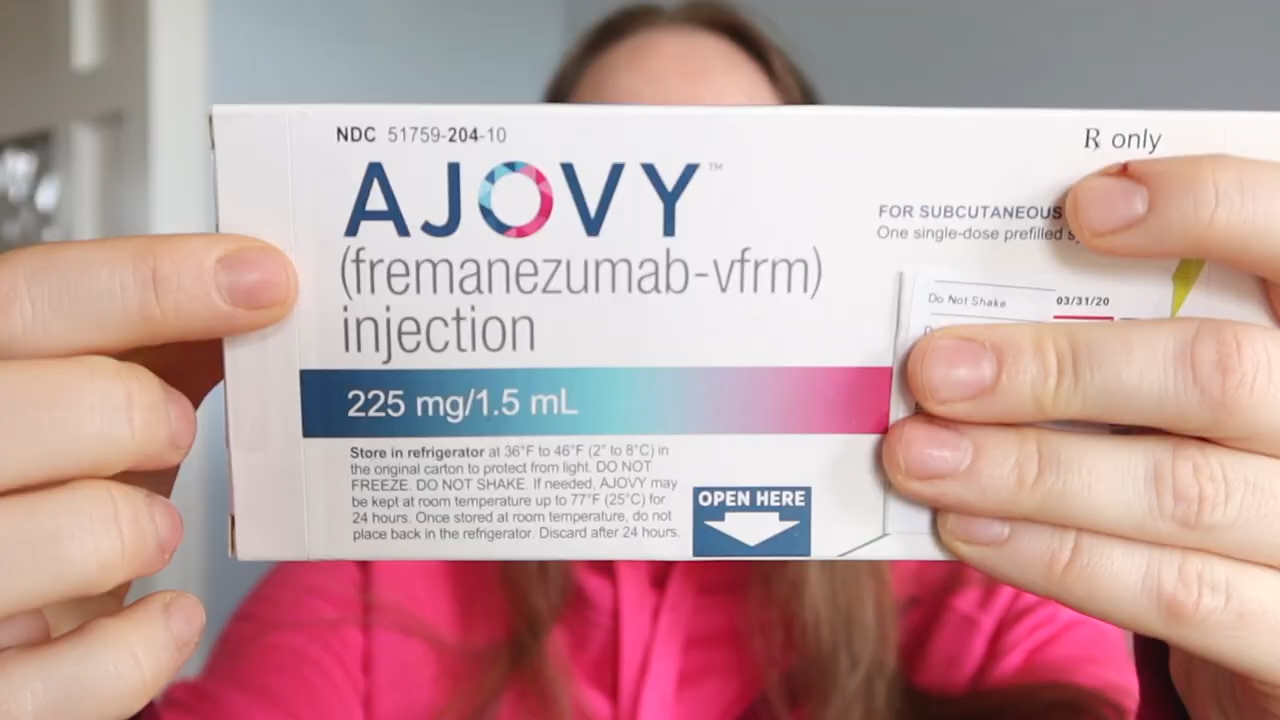 NDC 51759-204-10
℞ only
AJOVY™
(fremanezumab-vfrm)
injection
225 mg/1.5 mL
FOR SUBCUTANEOUS
One single-dose prefilled
Do Not Shake 03/31/20
Store in refrigerator at 36°F to 46°F (2° to 8°C) in
the original carton to protect from light. DO NOT
FREEZE. DO NOT SHAKE. If needed, AJOVY may
be kept at room temperature up to 77°F (25°C) for
24 hours. Once stored at room temperature, do not
place back in the refrigerator. Discard after 24 hours.
OPEN HERE